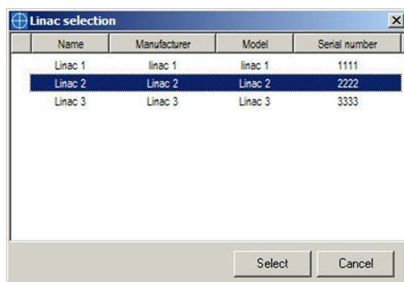 Linac selection
Name Manufacturer Model Serial number
Linac 1 linac 1 linac 1 1111
Linac 2 Linac 2 Linac 2 2222
Linac 3 Linac 3 Linac 3 3333
Select Cancel